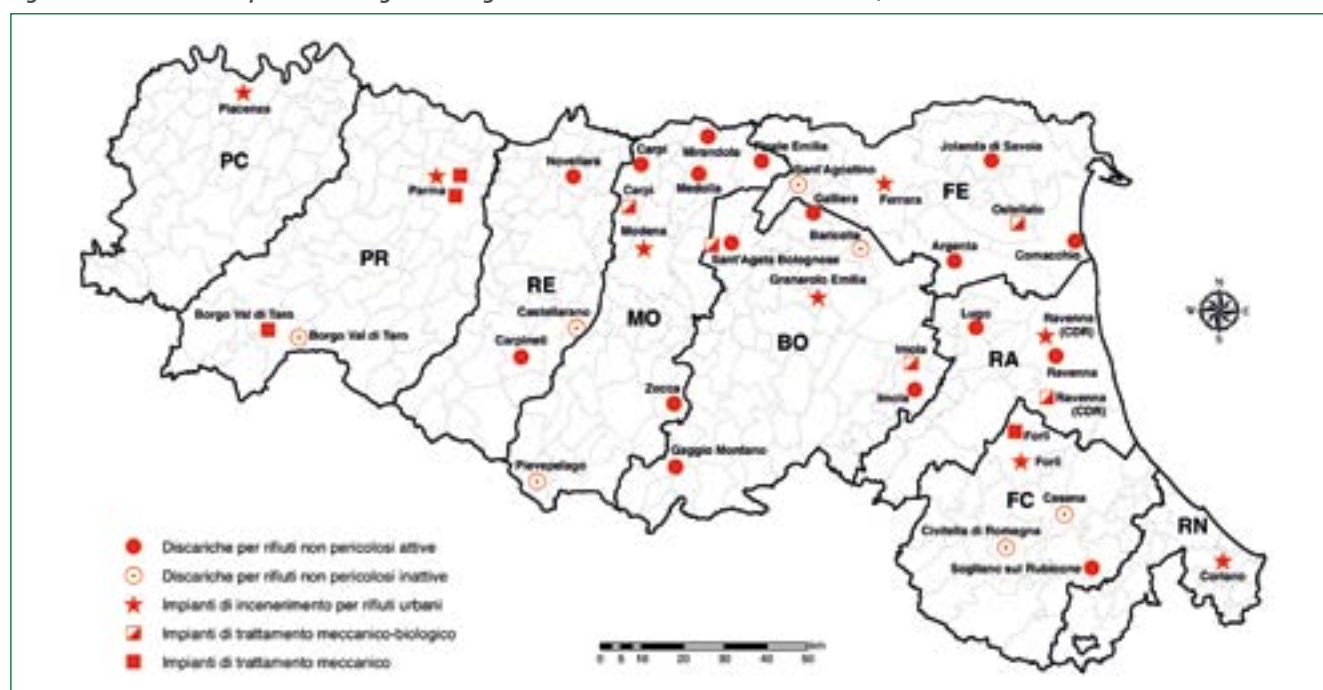 Piacenza
PC
Parma
PR
Borgo Val di Taro
Borgo Val di Taro
Novellara
RE
Castellarano
Carpineti
Carpi
Mirandola
Finale Emilia
Medolla
Carpi
Modena
MO
Zocca
Pievepelago
Sant'Agostino
Galliera
Baricella
Sant'Agata Bolognese
Granarolo Emilia
BO
Imola
Imola
Gaggio Montano
Jolanda di Savoia
Ferrara
FE
Ostellato
Comacchio
Argenta
Lugo
Ravenna
(CDR)
RA
Ravenna
Ravenna
(CDR)
Forlì
Forlì
FC
Cesena
Civitella di Romagna
Sogliano sul Rubicone
RN
Coriano
N
W
E
S
Discariche per rifiuti non pericolosi attive
Discariche per rifiuti non pericolosi inattive
Impianti di incenerimento per rifiuti urbani
Impianti di trattamento meccanico-biologico
Impianti di trattamento meccanico
0 5 10 20 30 40 50 km